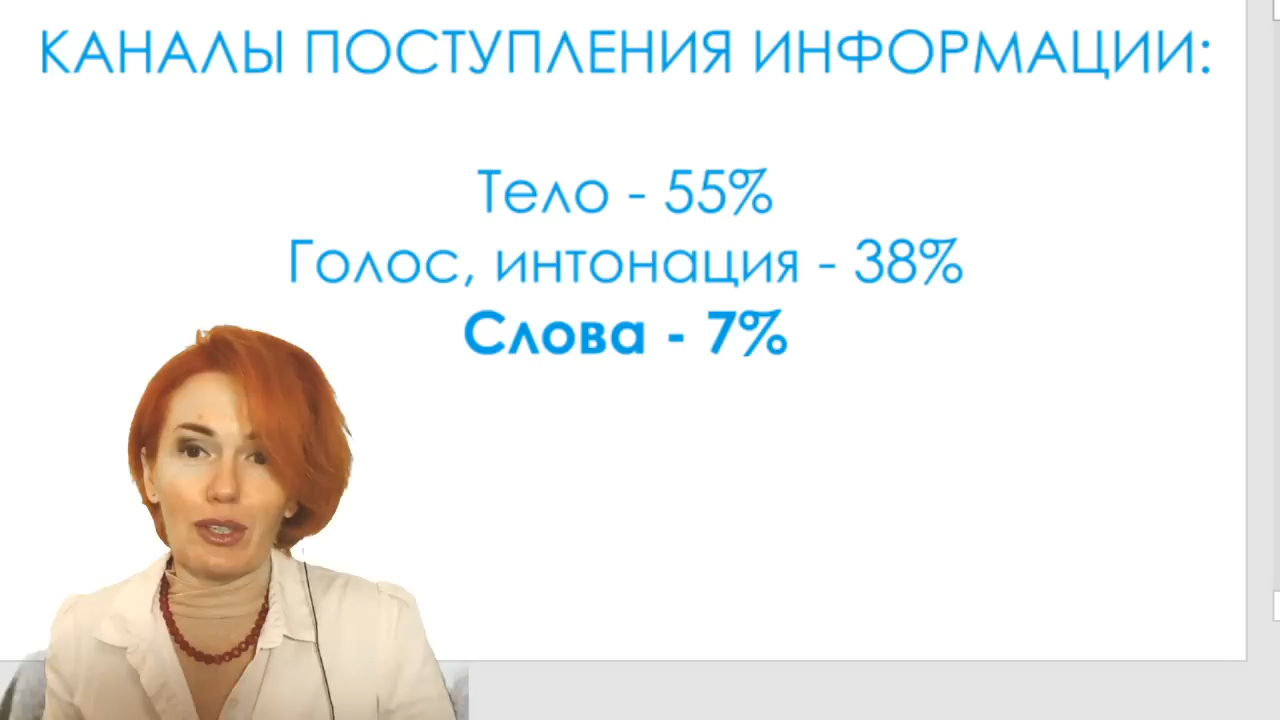 КАНАЛЫ ПОСТУПЛЕНИЯ ИНФОРМАЦИИ:
Тело - 55%
Голос, интонация - 38%
Слова - 7%